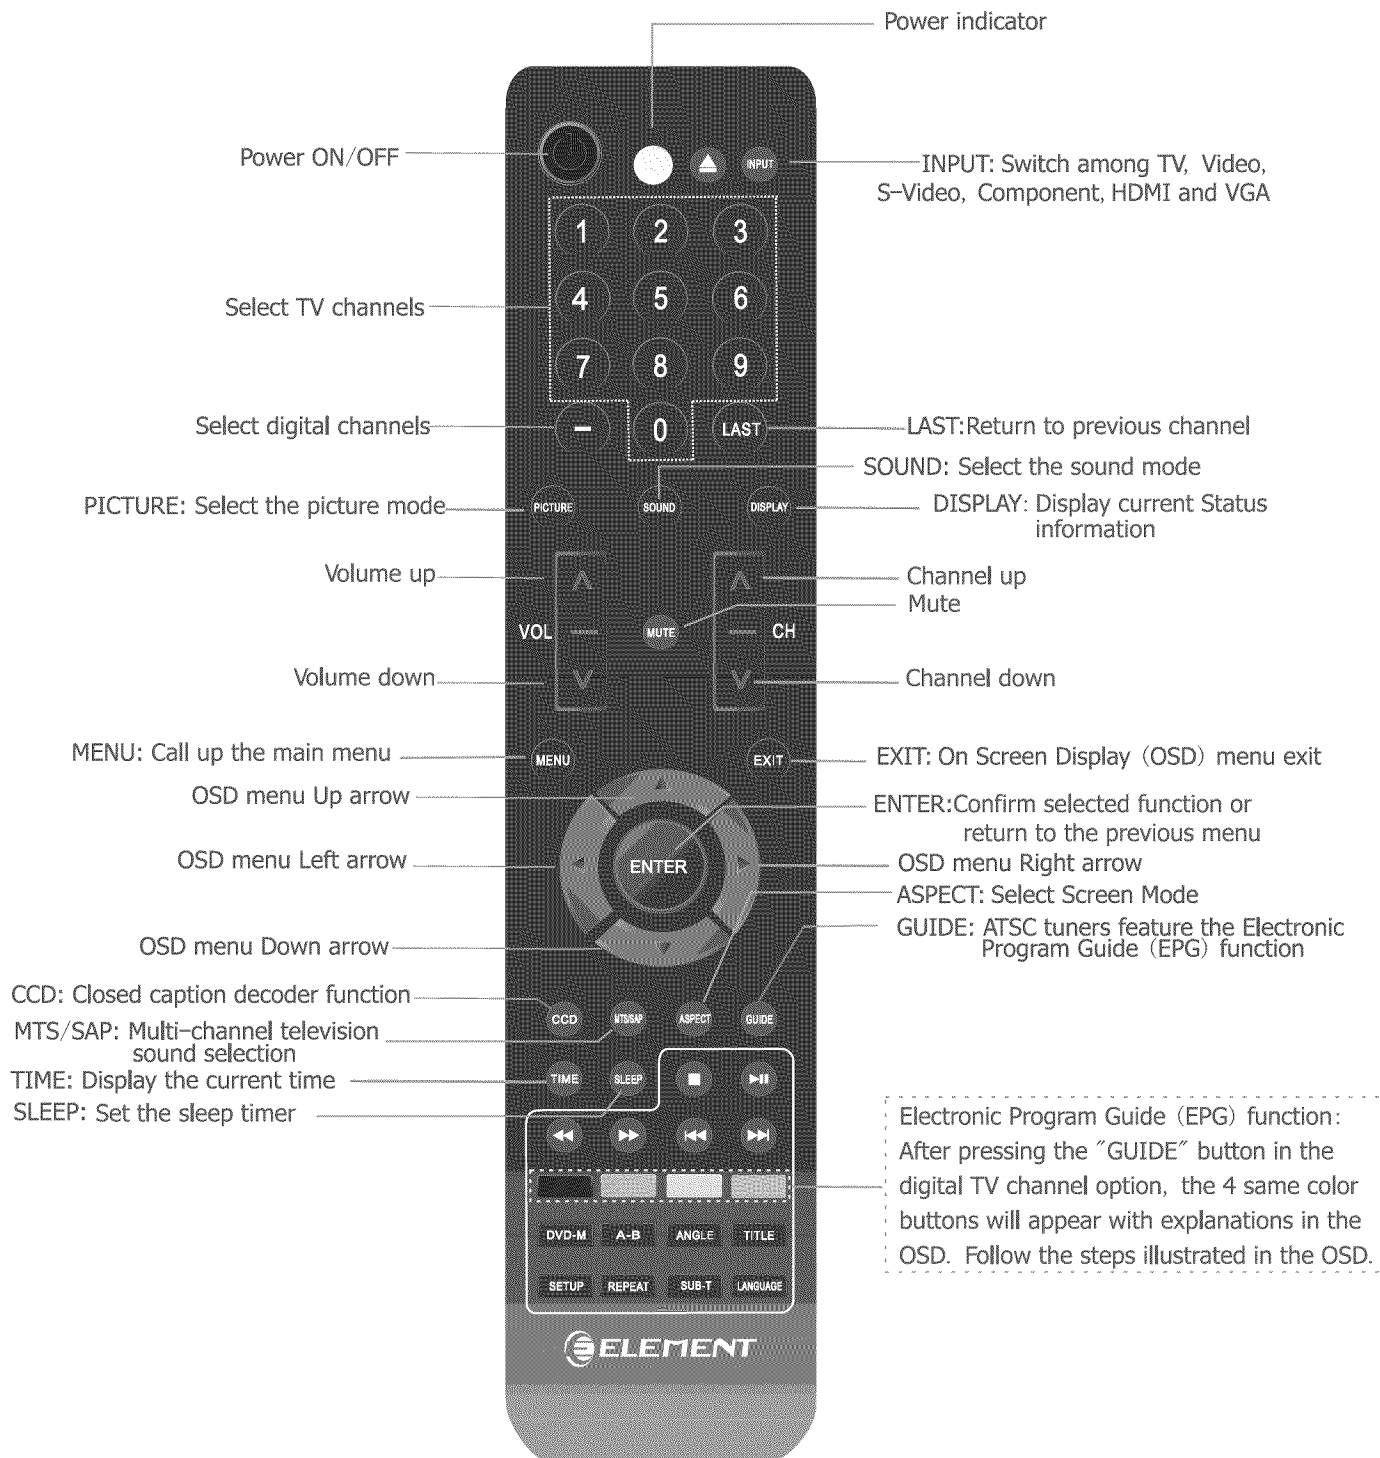 Power indicator
Power ON/OFF
INPUT
INPUT: Switch among TV, Video,
S-Video, Component, HDMI and VGA
1 2 3
Select TV channels
4 5 6
7 8 9
Select digital channels
- 0 LAST
LAST:Return to previous channel
SOUND: Select the sound mode
PICTURE: Select the picture mode
PICTURE SOUND DISPLAY
DISPLAY: Display current Status
information
Volume up
Channel up
Mute
VOL MUTE CH
Volume down
Channel down
MENU: Call up the main menu
MENU EXIT
EXIT: On Screen Display (OSD) menu exit
OSD menu Up arrow
ENTER:Confirm selected function or
return to the previous menu
OSD menu Left arrow
ENTER
OSD menu Right arrow
ASPECT: Select Screen Mode
GUIDE: ATSC tuners feature the Electronic
Program Guide (EPG) function
OSD menu Down arrow
CCD: Closed caption decoder function
CCD MTS/SAP ASPECT GUIDE
MTS/SAP: Multi-channel television
sound selection
TIME: Display the current time
TIME SLEEP
SLEEP: Set the sleep timer
Electronic Program Guide (EPG) function:
After pressing the "GUIDE" button in the
digital TV channel option, the 4 same color
buttons will appear with explanations in the
OSD. Follow the steps illustrated in the OSD.
DVD-M A-B ANGLE TITLE
SETUP REPEAT SUB-T LANGUAGE
ELEMENT